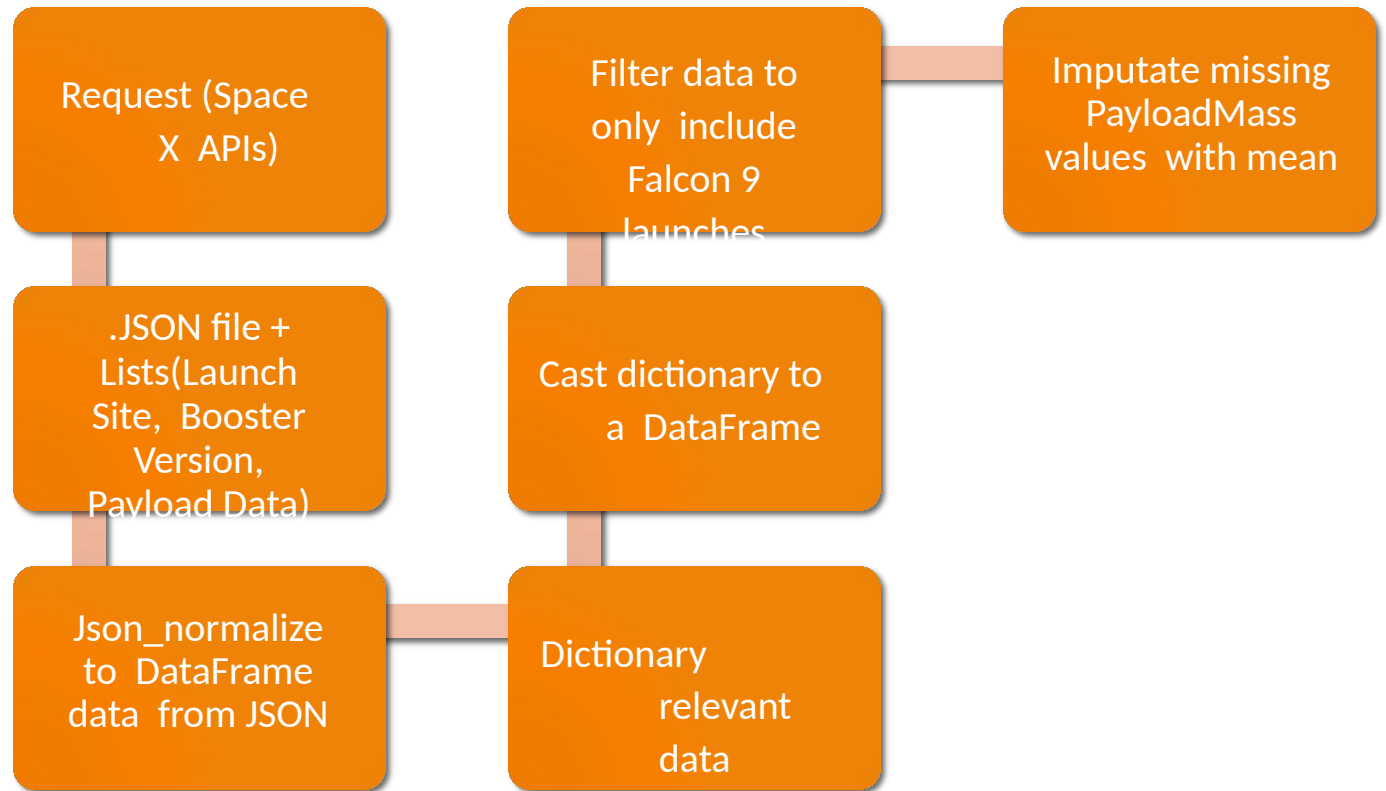 Request (Space
X APIs)
.JSON file +
Lists(Launch
Site, Booster
Version,
Payload Data)
Json_normalize
to DataFrame
data from JSON
Dictionary
relevant
data
Cast dictionary to
a DataFrame
Filter data to
only include
Falcon 9
launches
Imputate missing
PayloadMass
values with mean